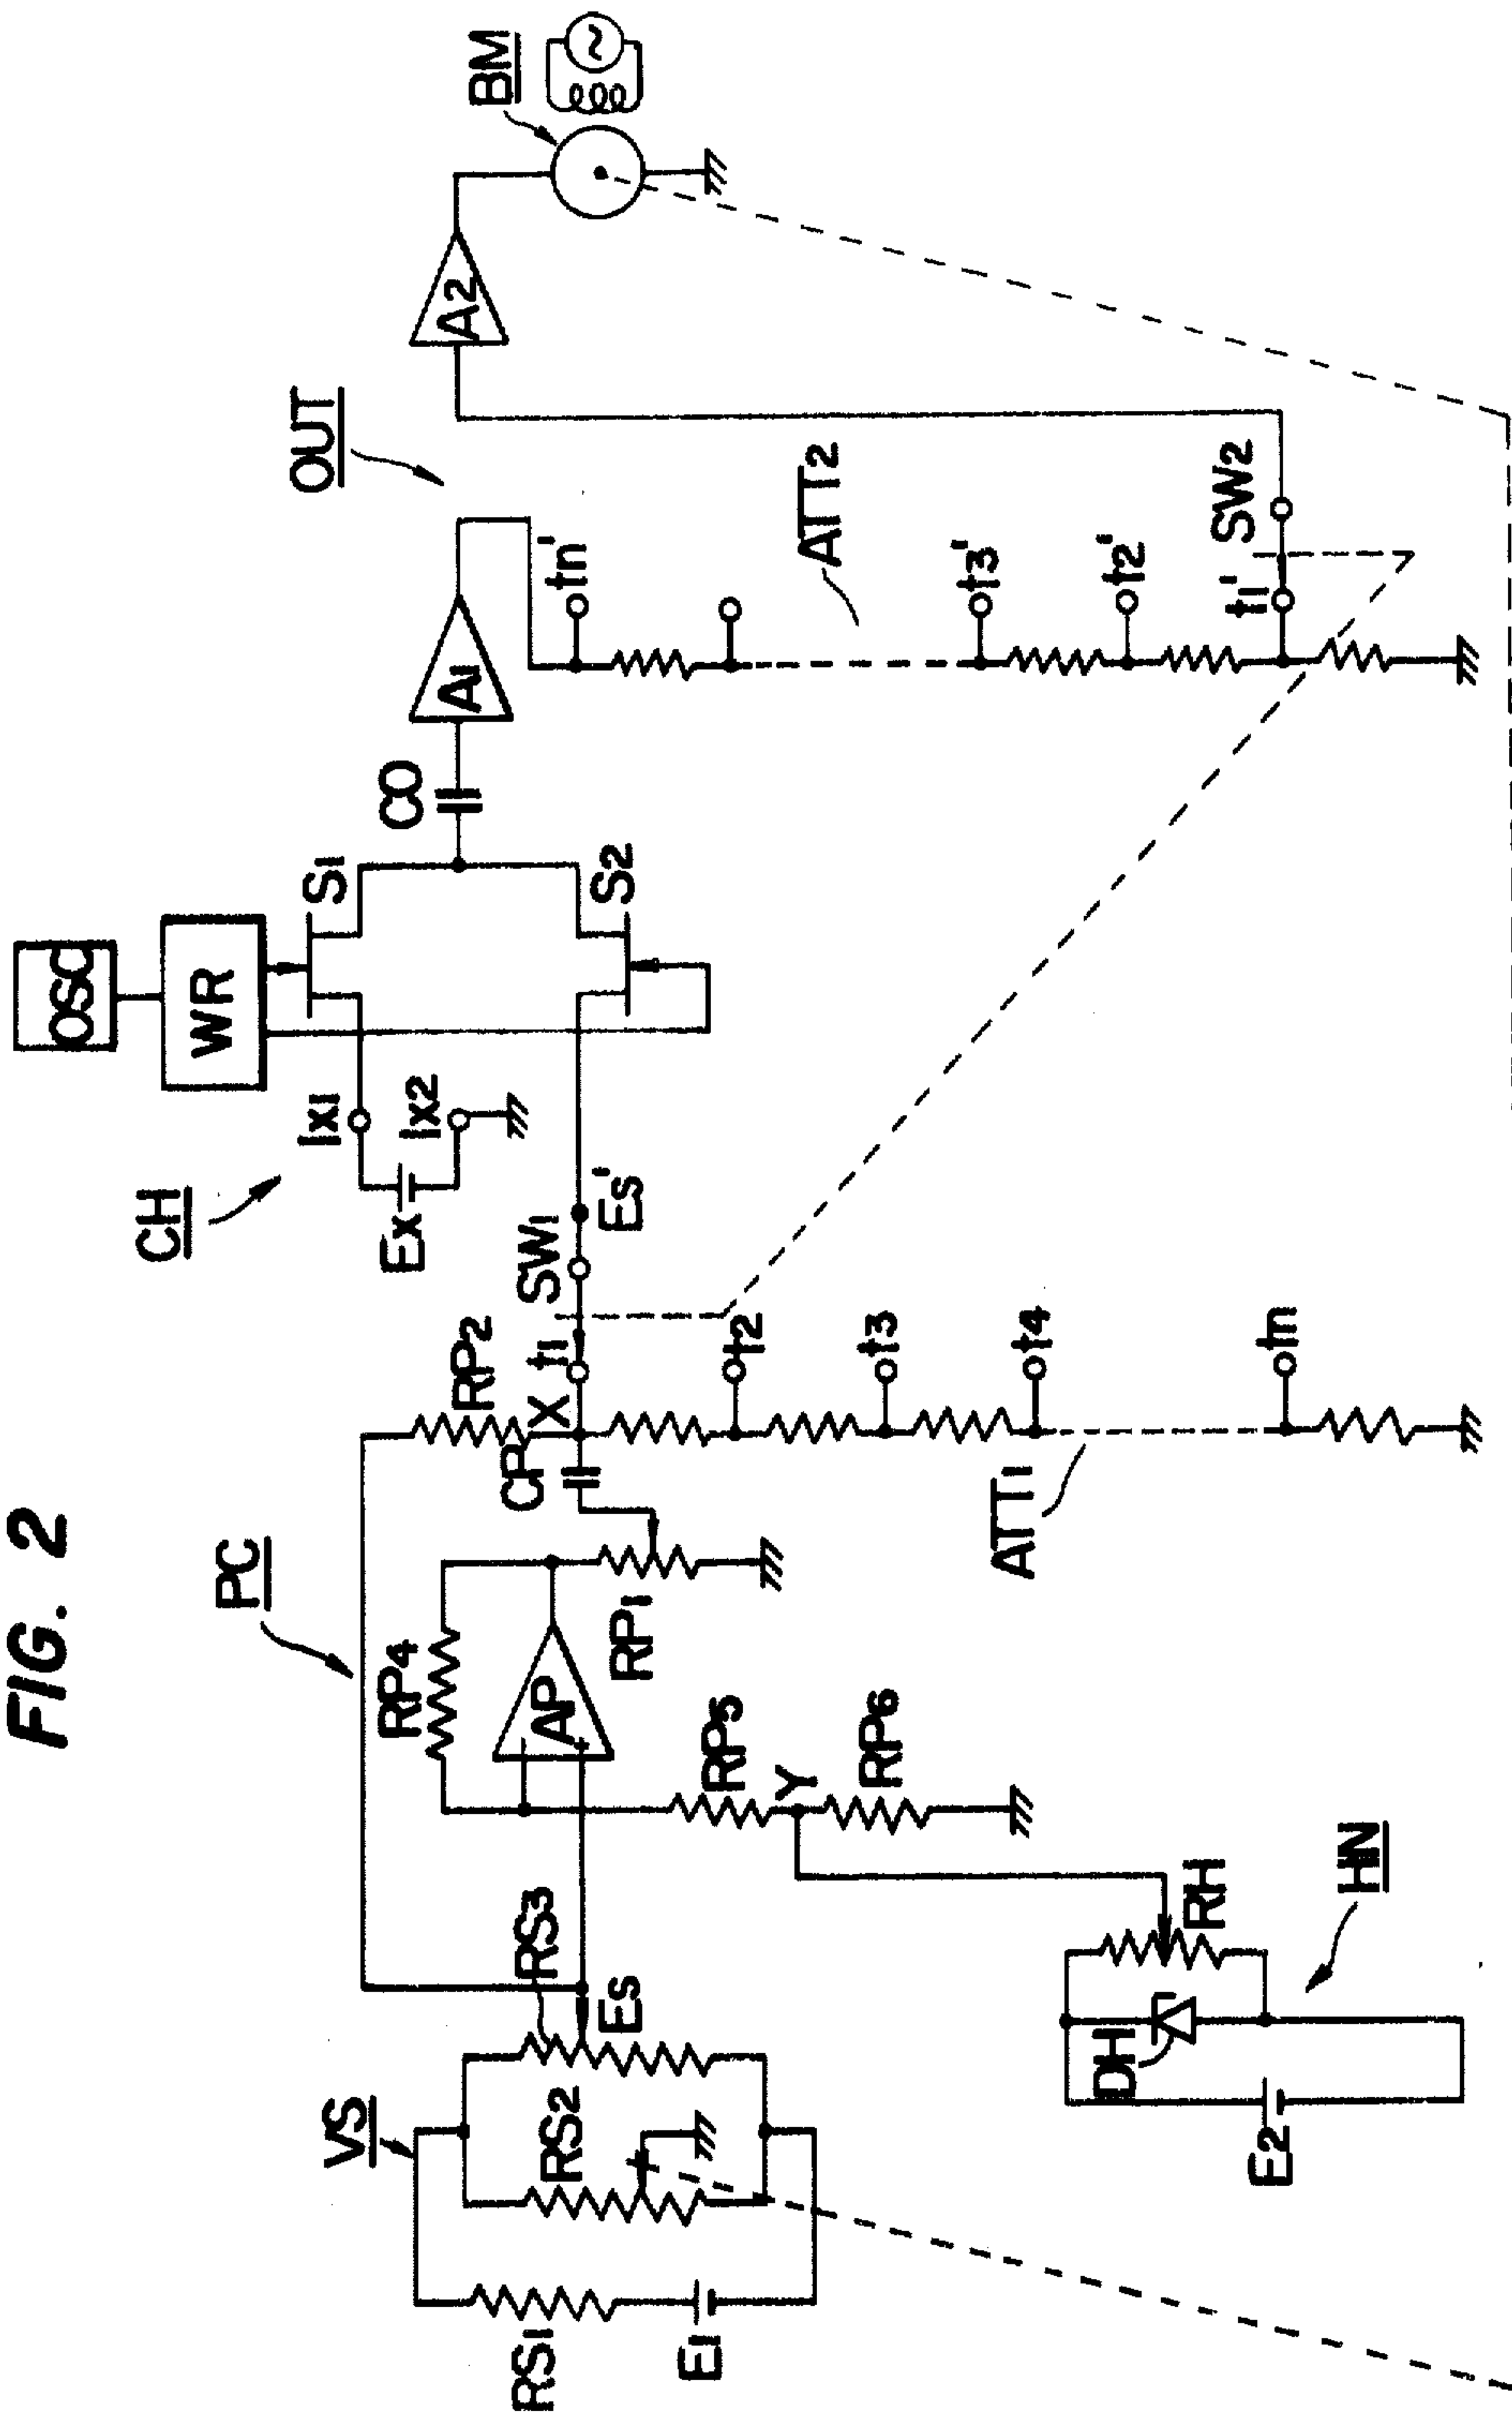 FIG. 2
VS
RS1
E1
RS2
RS3
Es
PC
RP4
AP
-
+
RP1
RP5
Y
RP6
HN
RH
DH
E2
RP2
CP
X
t1
SW1
Es'
t2
t3
t4
tn
ATT1
CH
Ex
Ix1
Ix2
OSC
WR
S1
S2
CO
A1
OUT
tn'
ATT2
t3'
t2'
t1'
SW2
A2
BM
~